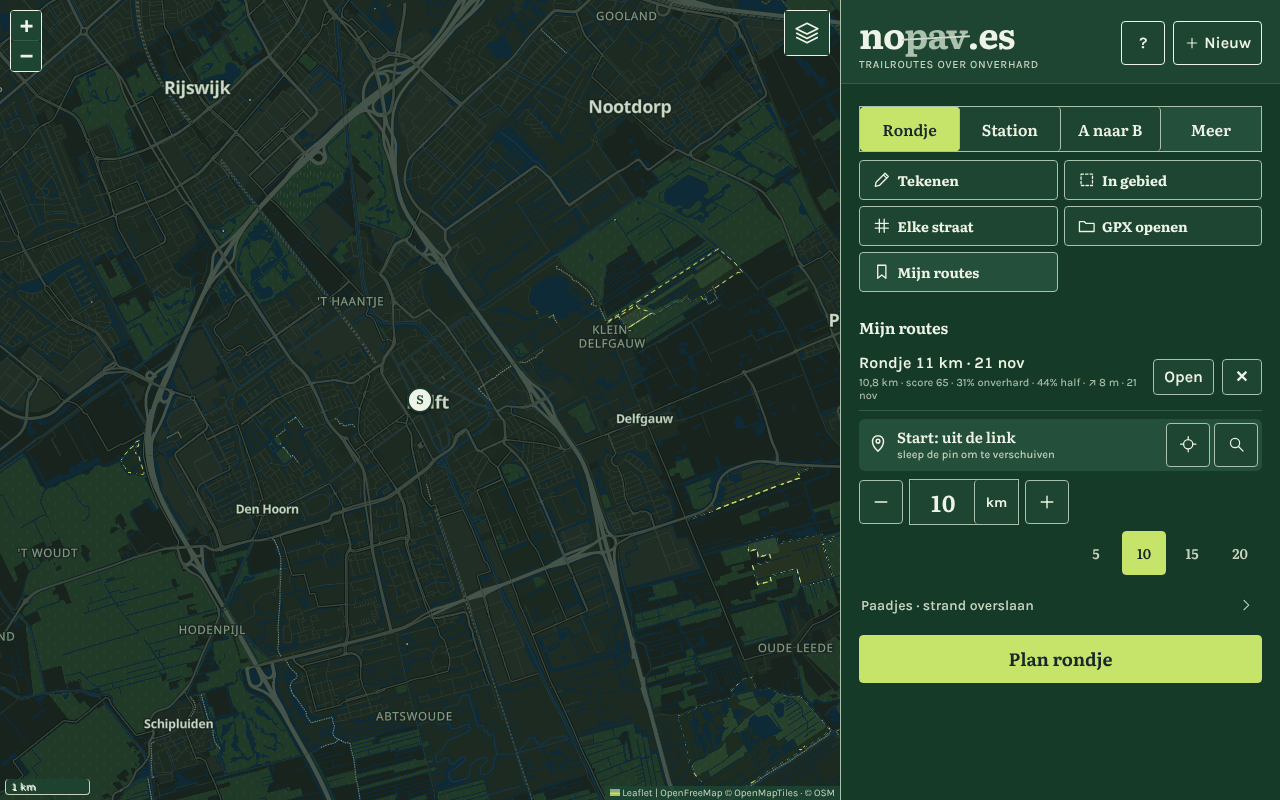 +
−
GOOLAND
Rijswijk
Nootdorp
'T HAANTJE
KLEIN-
DELFGAUW
P
S
lft
Delfgauw
Den Horn
'T WOUDT
ND
HODENPIJL
OUDE LEEDE
Schipluiden
ABTSWOUDE
1 km
Leaflet | OpenFreeMap © OpenMapTiles · © OSM
nopav.es
TRAILROUTES OVER ONVERHARD
?
+ Nieuw
Rondje
Station
A naar B
Meer
Tekenen
In gebied
Elke straat
GPX openen
Mijn routes
Mijn routes
Rondje 11 km · 21 nov
10,8 km · score 65 · 31% onverhard · 44% half · ↗ 8 m · 21
nov
Open
✕
Start: uit de link
sleep de pin om te verschuiven
−
10
km
+
5
10
15
20
Paadjes · strand overslaan
Plan rondje